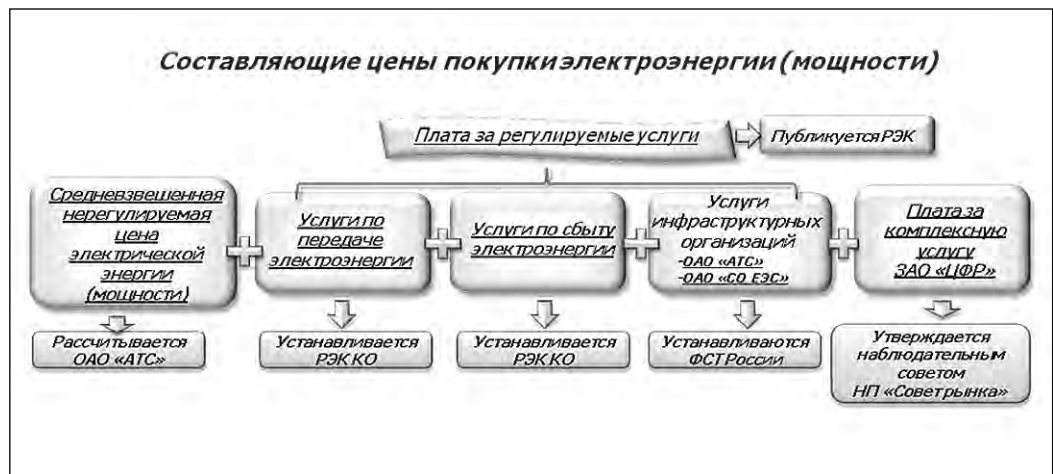 Составляющие цены покупки электроэнергии (мощности)
Плата за регулируемые услуги
Публикуется РЭК
Средневзвешенная
нерегулируемая
цена
электрической
энергии
(мощности)
Услуги по
передаче
электроэнергии
Услуги по сбыту
электроэнергии
Услуги
инфраструктурных
организаций
-ОАО «АТС»
-ОАО «СО ЕЭС»
Плата за
комплексную
услугу
ЗАО «ЦФР»
Рассчитывается
ОАО «АТС»
Устанавливается
РЭК КО
Устанавливается
РЭК КО
Устанавливаются
ФСТ России
Утверждается
наблюдательным
советом
НП «Совет рынка»